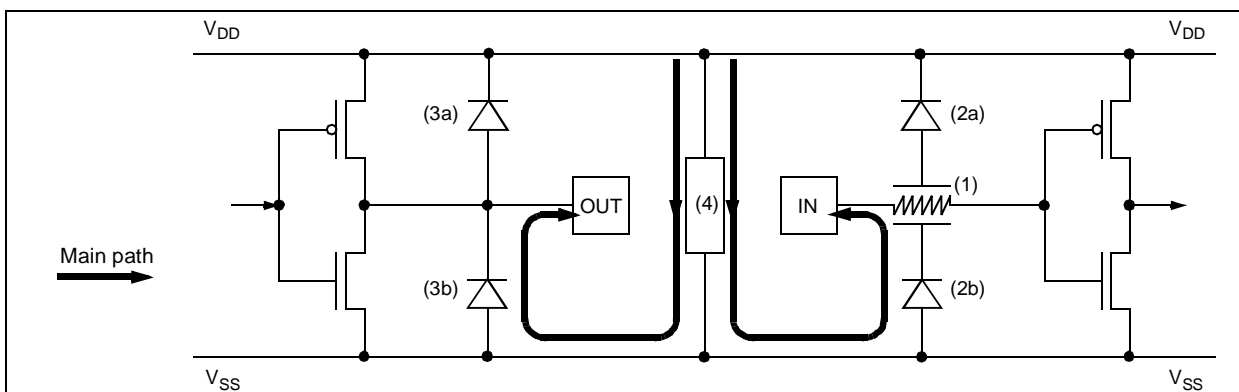 VDD VDD
(3a) (2a)
(1)
OUT (4) IN
Main path
(3b) (2b)
VSS VSS